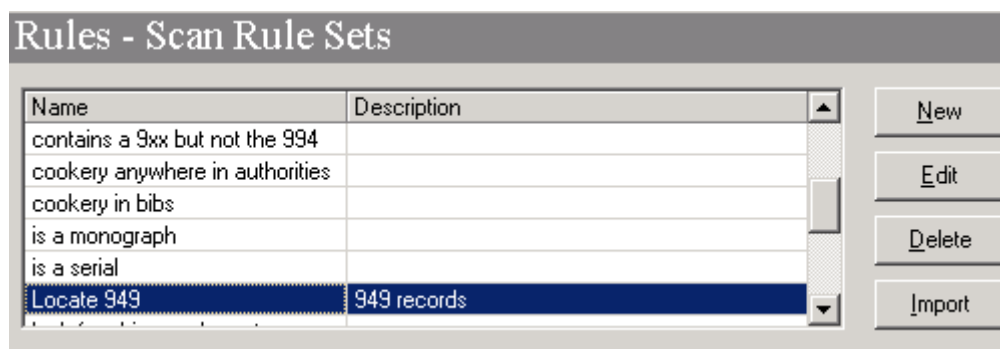 Rules - Scan Rule Sets
Name Description
New
contains a 9xx but not the 994
cookery anywhere in authorities
Edit
cookery in bibs
is a monograph
Delete
is a serial
Locate 949 949 records
Import